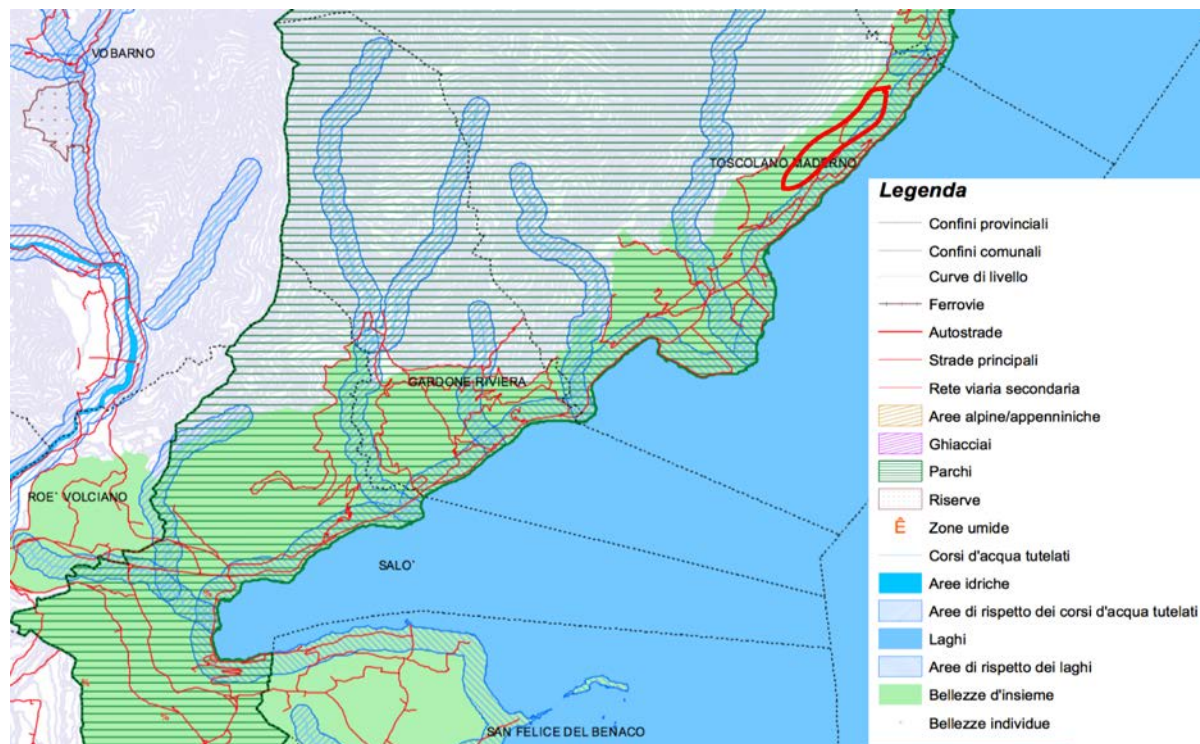 VOBARNO
TOSCOLANO MADERNO
GARDONE RIVIERA
ROE' VOLCIANO
SALO'
SAN FELICE DEL BENACO
Legenda
Confini provinciali
Confini comunali
Curve di livello
Ferrovie
Autostrade
Strade principali
Rete viaria secondaria
Aree alpine/appenniniche
Ghiacciai
Parchi
Riserve
Ê Zone umide
Corsi d'acqua tutelati
Aree idriche
Aree di rispetto dei corsi d'acqua tutelati
Laghi
Aree di rispetto dei laghi
Bellezze d'insieme
Bellezze individue